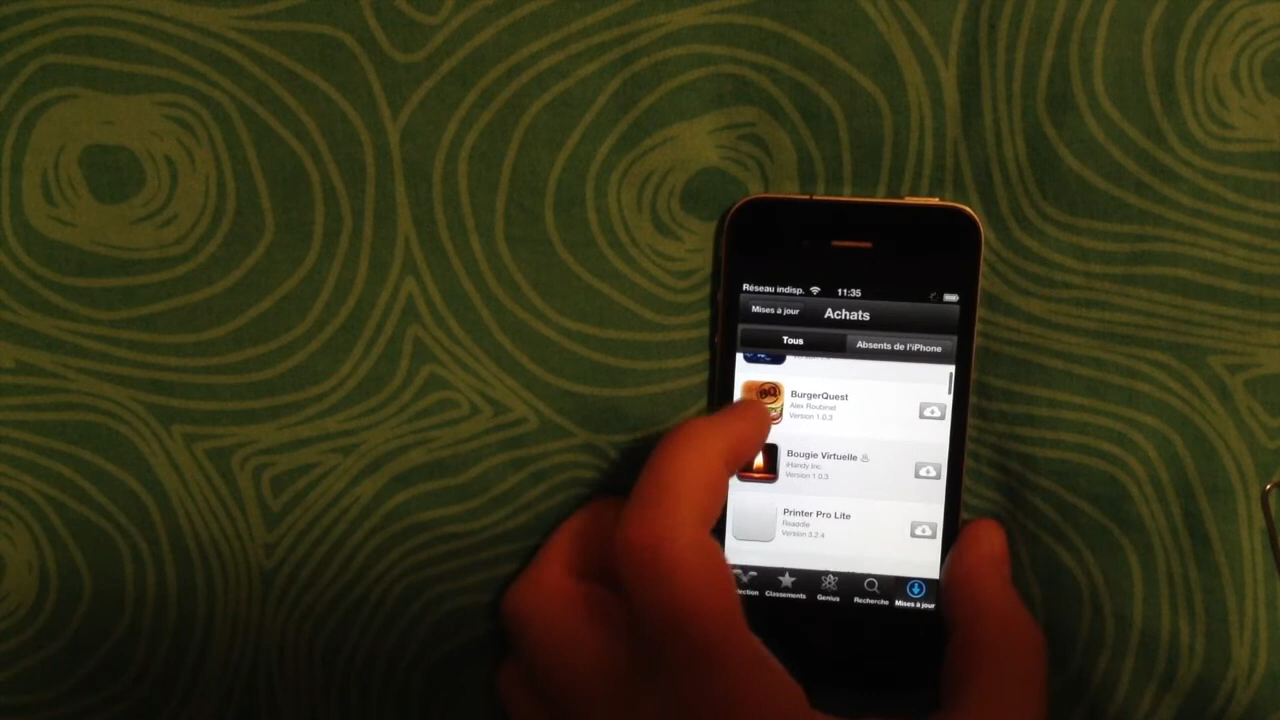 Réseau indisp. 11:35
Mises à jour Achats
Tous Absents de l'iPhone
BQ
BurgerQuest
Alex Roubinet
Version 1.0.3
Bougie Virtuelle
iHandy Inc.
Version 1.0.3
Printer Pro Lite
Readdle
Version 3.2.4
Classements Genius Recherche Mises à jour